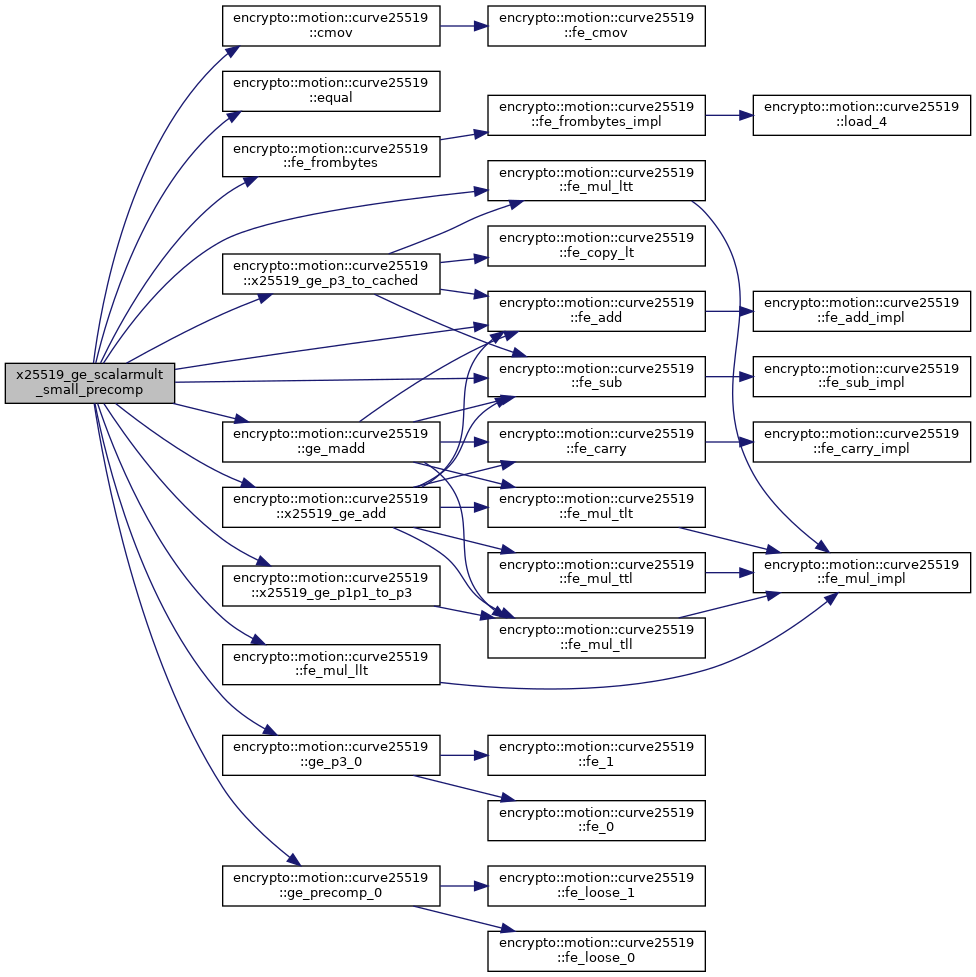 x25519_ge_scalarmult
_small_precomp
encrypto::motion::curve25519
::cmov
encrypto::motion::curve25519
::equal
encrypto::motion::curve25519
::fe_frombytes
encrypto::motion::curve25519
::x25519_ge_p3_to_cached
encrypto::motion::curve25519
::ge_madd
encrypto::motion::curve25519
::x25519_ge_add
encrypto::motion::curve25519
::x25519_ge_p1p1_to_p3
encrypto::motion::curve25519
::fe_mul_llt
encrypto::motion::curve25519
::ge_p3_0
encrypto::motion::curve25519
::ge_precomp_0
encrypto::motion::curve25519
::fe_cmov
encrypto::motion::curve25519
::fe_frombytes_impl
encrypto::motion::curve25519
::fe_mul_ltt
encrypto::motion::curve25519
::fe_copy_lt
encrypto::motion::curve25519
::fe_add
encrypto::motion::curve25519
::fe_sub
encrypto::motion::curve25519
::fe_carry
encrypto::motion::curve25519
::fe_mul_tlt
encrypto::motion::curve25519
::fe_mul_ttl
encrypto::motion::curve25519
::fe_mul_tll
encrypto::motion::curve25519
::fe_1
encrypto::motion::curve25519
::fe_0
encrypto::motion::curve25519
::fe_loose_1
encrypto::motion::curve25519
::fe_loose_0
encrypto::motion::curve25519
::load_4
encrypto::motion::curve25519
::fe_add_impl
encrypto::motion::curve25519
::fe_sub_impl
encrypto::motion::curve25519
::fe_carry_impl
encrypto::motion::curve25519
::fe_mul_impl